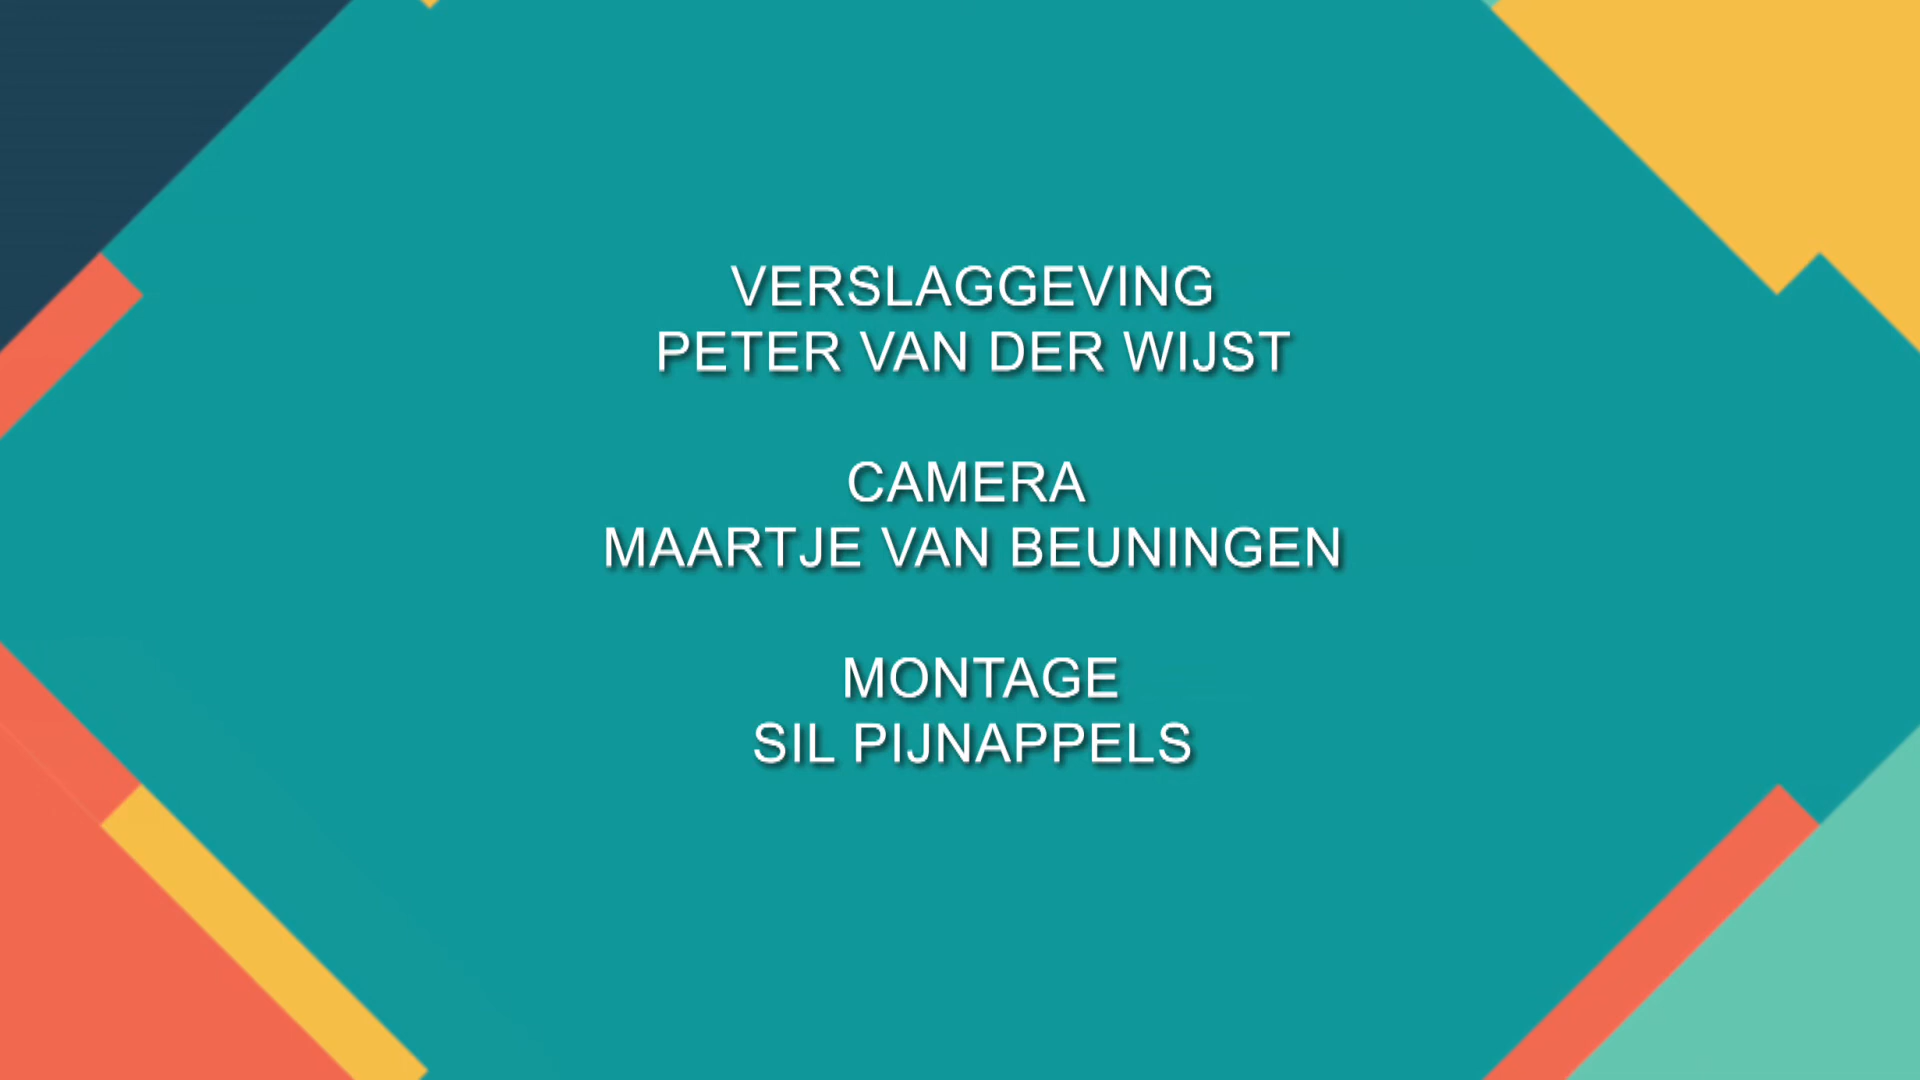 VERSLAGGEVING
PETER VAN DER WIJST
CAMERA
MAARTJE VAN BEUNINGEN
MONTAGE
SIL PIJNAPPELS